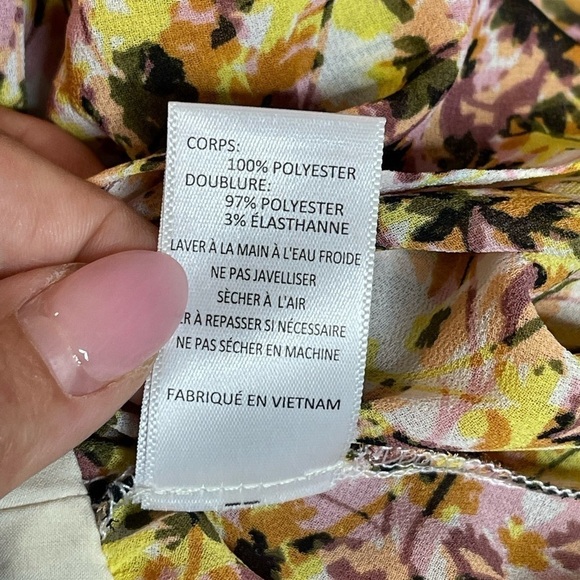 CORPS:
100% POLYESTER
DOUBLURE:
97% POLYESTER
3% ÉLASTHANNE
LAVER À LA MAIN À L'EAU FROIDE
NE PAS JAVELLISER
SÈCHER À L'AIR
À REPASSER SI NÉCESSAIRE
NE PAS SÉCHER EN MACHINE
FABRIQUÉ EN VIETNAM